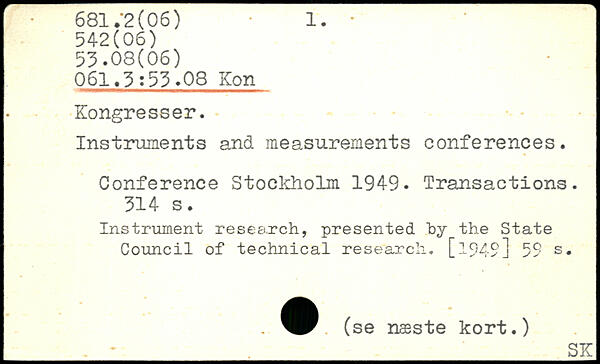 681.2(06) 1.
542(06)
53.08(06)
061.3:53.08 Kon
Kongresser.
Instruments and measurements conferences.
Conference Stockholm 1949. Transactions.
314 s.
Instrument research, presented by the State
Council of technical research. [1949] 59 s.
(se næste kort.)
SK